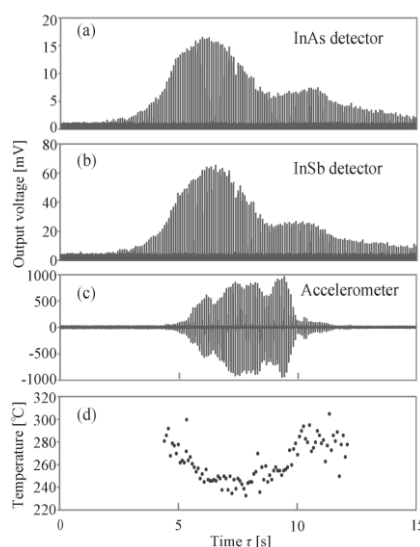 20
(a)
InAs detector
15
10
5
0
80
(b)
InSb detector
60
40
20
0
Output voltage [mV]
1000
(c)
Accelerometer
500
0
-500
-1000
320
(d)
300
280
260
240
220
Temperature [℃]
0
5
10
15
Time τ [s]